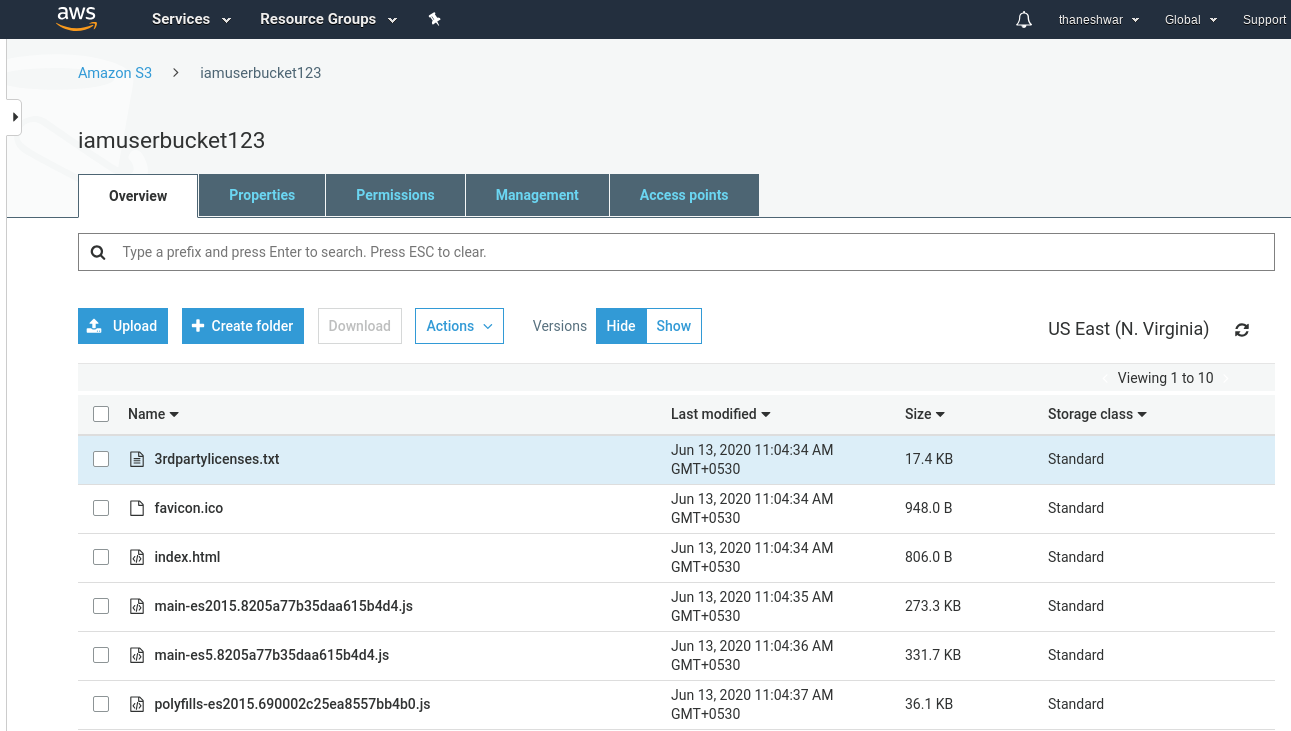 aws Services Resource Groups thaneshwar Global Support
Amazon S3 > iamuserbucket123
iamuserbucket123
Overview Properties Permissions Management Access points
Type a prefix and press Enter to search. Press ESC to clear.
Upload Create folder Download Actions Versions Hide Show US East (N. Virginia)
Viewing 1 to 10
Name Last modified Size Storage class
3rdpartylicenses.txt Jun 13, 2020 11:04:34 AM GMT+0530 17.4 KB Standard
favicon.ico Jun 13, 2020 11:04:34 AM GMT+0530 948.0 B Standard
index.html Jun 13, 2020 11:04:34 AM GMT+0530 806.0 B Standard
main-es2015.8205a77b35daa615b4d4.js Jun 13, 2020 11:04:35 AM GMT+0530 273.3 KB Standard
main-es5.8205a77b35daa615b4d4.js Jun 13, 2020 11:04:36 AM GMT+0530 331.7 KB Standard
polyfills-es2015.690002c25ea8557bb4b0.js Jun 13, 2020 11:04:37 AM GMT+0530 36.1 KB Standard